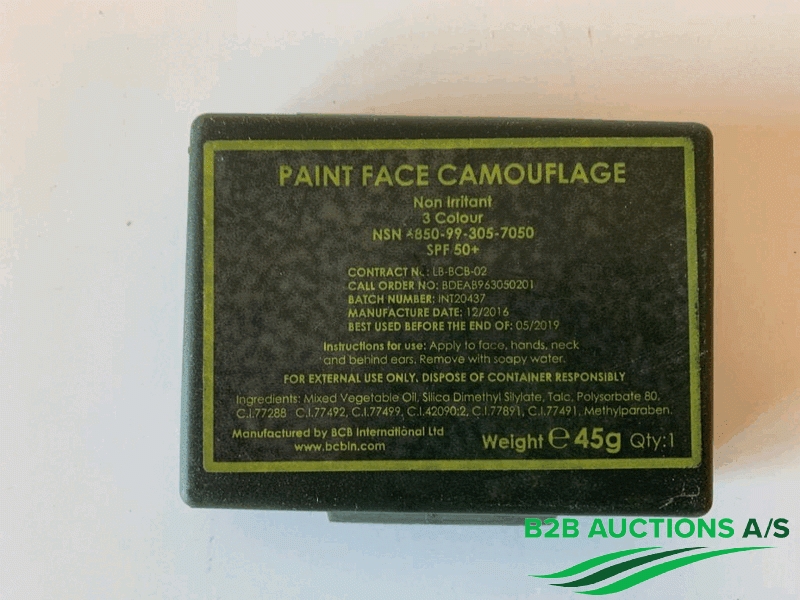 PAINT FACE CAMOUFLAGE
Non Irritant
3 Colour
NSN 6850-99-305-7050
SPF 50+
CONTRACT No: LB-BCB-02
CALL ORDER NO: BDEAB963050201
BATCH NUMBER: INT20437
MANUFACTURE DATE: 12/2016
BEST USED BEFORE THE END OF: 05/2019
Instructions for use: Apply to face, hands, neck
and behind ears. Remove with soapy water.
FOR EXTERNAL USE ONLY. DISPOSE OF CONTAINER RESPONSIBLY
Ingredients: Mixed Vegetable Oil, Silica Dimethyl Silylate, Talc, Polysorbate 80,
C.I.77288 C.I.77492, C.I.77499, C.I.42090:2, C.I.77891, C.I.77491, Methylparaben.
Manufactured by BCB International Ltd
www.bcbin.com
Weight ℮ 45g Qty:1
B2B AUCTIONS A/S